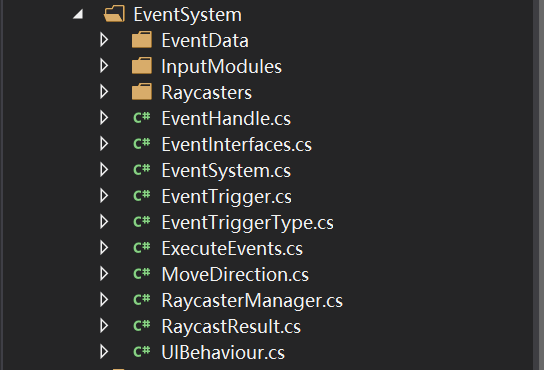 EventSystem
EventData
InputModules
Raycasters
C# EventHandle.cs
C# EventInterfaces.cs
C# EventSystem.cs
C# EventTrigger.cs
C# EventTriggerType.cs
C# ExecuteEvents.cs
C# MoveDirection.cs
C# RaycasterManager.cs
C# RaycastResult.cs
C# UIBehaviour.cs